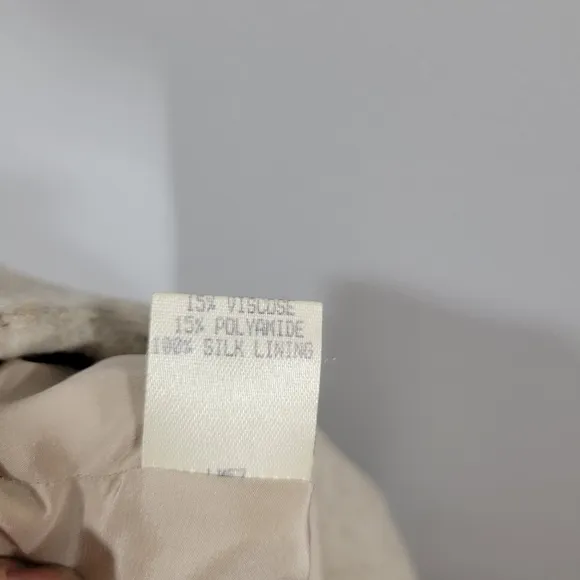 15% VISCOSE
15% POLYAMIDE
100% SILK LINING